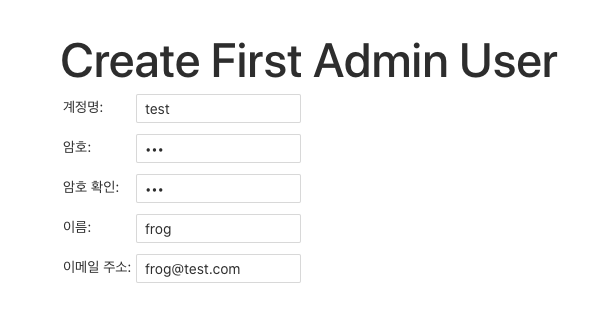 Create First Admin User
계정명: test
암호: •••
암호 확인: •••
이름: frog
이메일 주소: frog@test.com